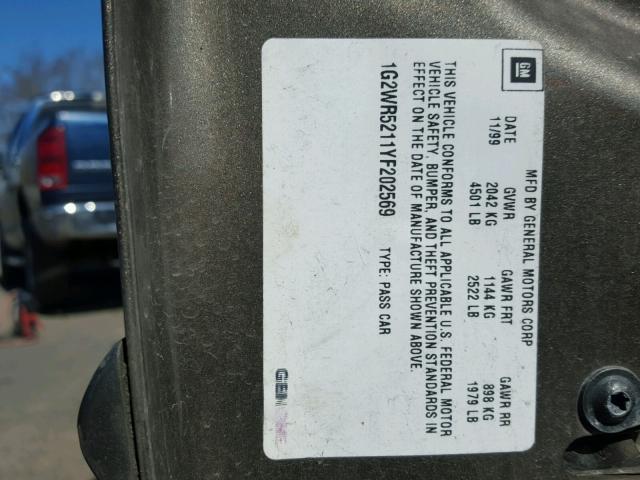 GM
MFD BY GENERAL MOTORS CORP
DATE GVWR GAWR FRT GAWR RR
11/99 2042 KG 1144 KG 898 KG
4501 LB 2522 LB 1979 LB
THIS VEHICLE CONFORMS TO ALL APPLICABLE U.S. FEDERAL MOTOR
VEHICLE SAFETY, BUMPER, AND THEFT PREVENTION STANDARDS IN
EFFECT ON THE DATE OF MANUFACTURE SHOWN ABOVE.
1G2WR5211YF202569 TYPE: PASS CAR